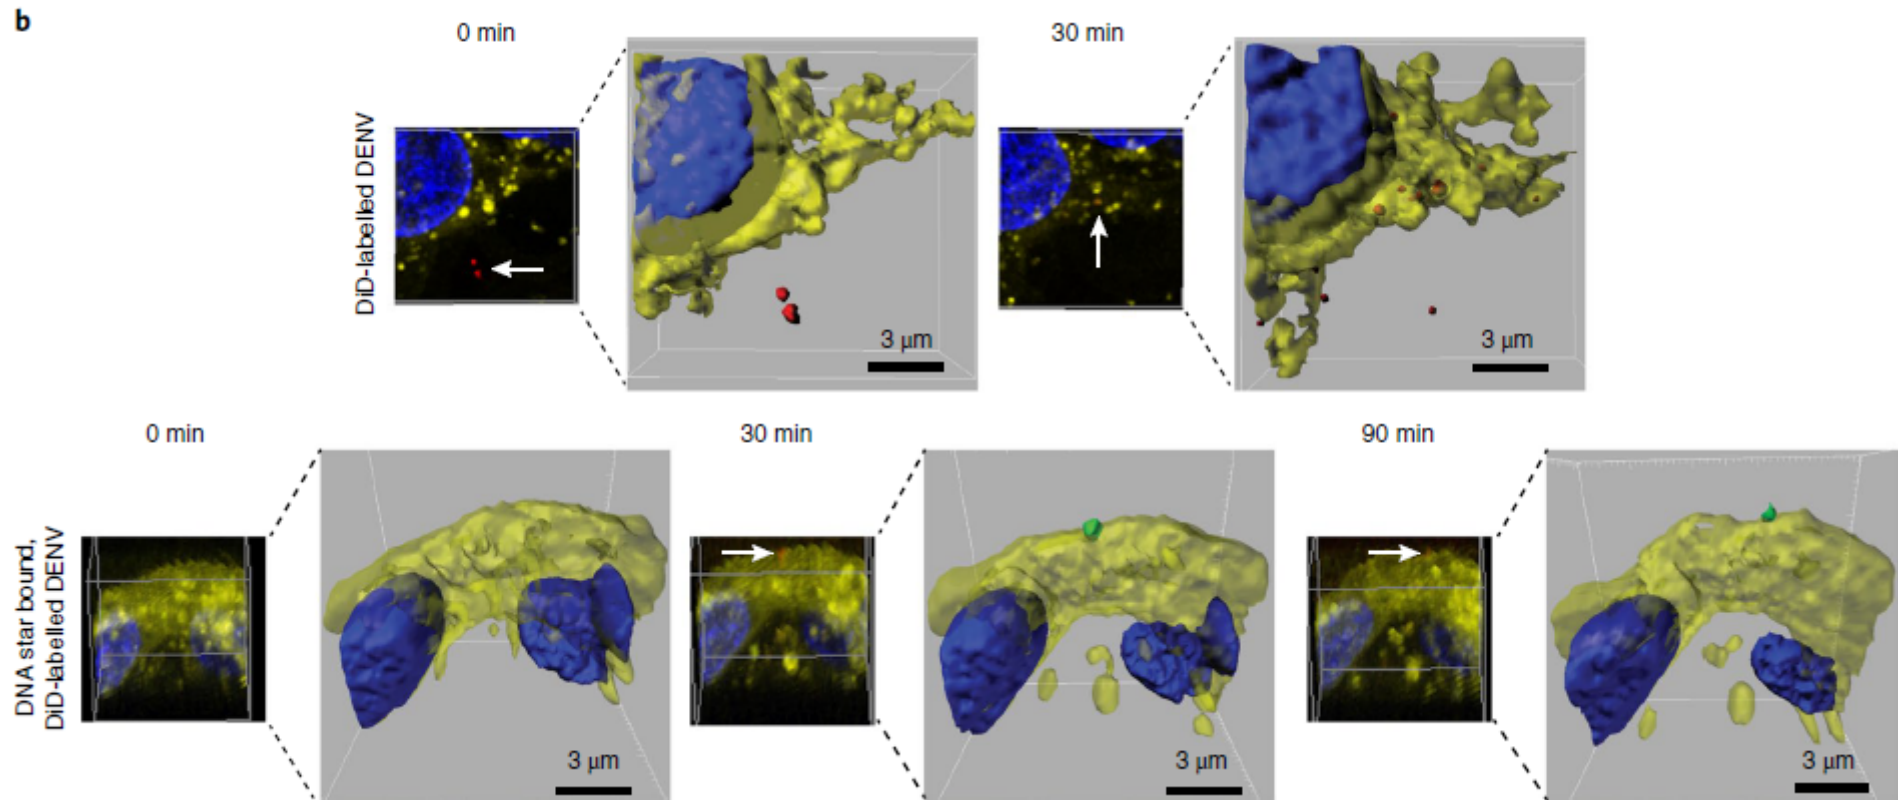 b
0 min
30 min
DiD-labelled DENV
3 µm
3 µm
0 min
30 min
90 min
DNA star bound,
DiD-labelled DENV
3 µm
3 µm
3 µm